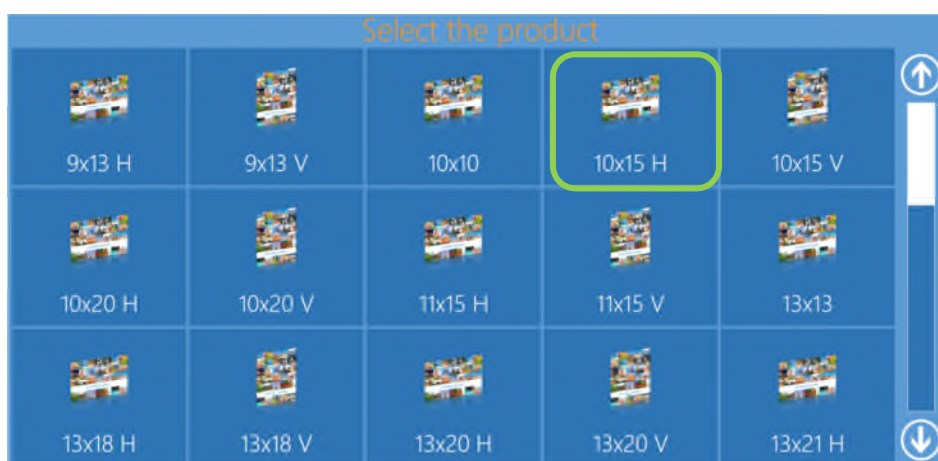 Select the product
9x13 H 9x13 V 10x10 10x15 H 10x15 V
10x20 H 10x20 V 11x15 H 11x15 V 13x13
13x18 H 13x18 V 13x20 H 13x20 V 13x21 H